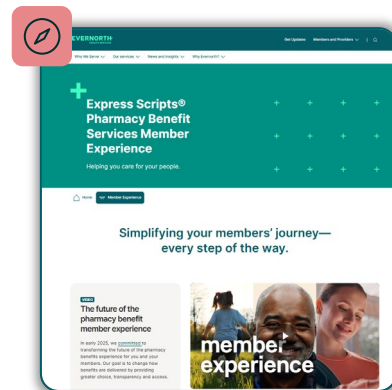 EVERNORTH
HEALTH SERVICES
Get Updates Members and Providers
Who We Serve Our services News and Insights Why Evernorth?
Express Scripts®
Pharmacy Benefit
Services Member
Experience
Helping you care for your people.
Home Member Experience
Simplifying your members' journey—
every step of the way.
VIDEO
The future of the
pharmacy benefit
member experience
In early 2025, we committed to
transforming the future of the pharmacy
benefits experience for you and your
members. Our goal is to change how
benefits are delivered by providing
greater choice, transparency and access.
member
experience